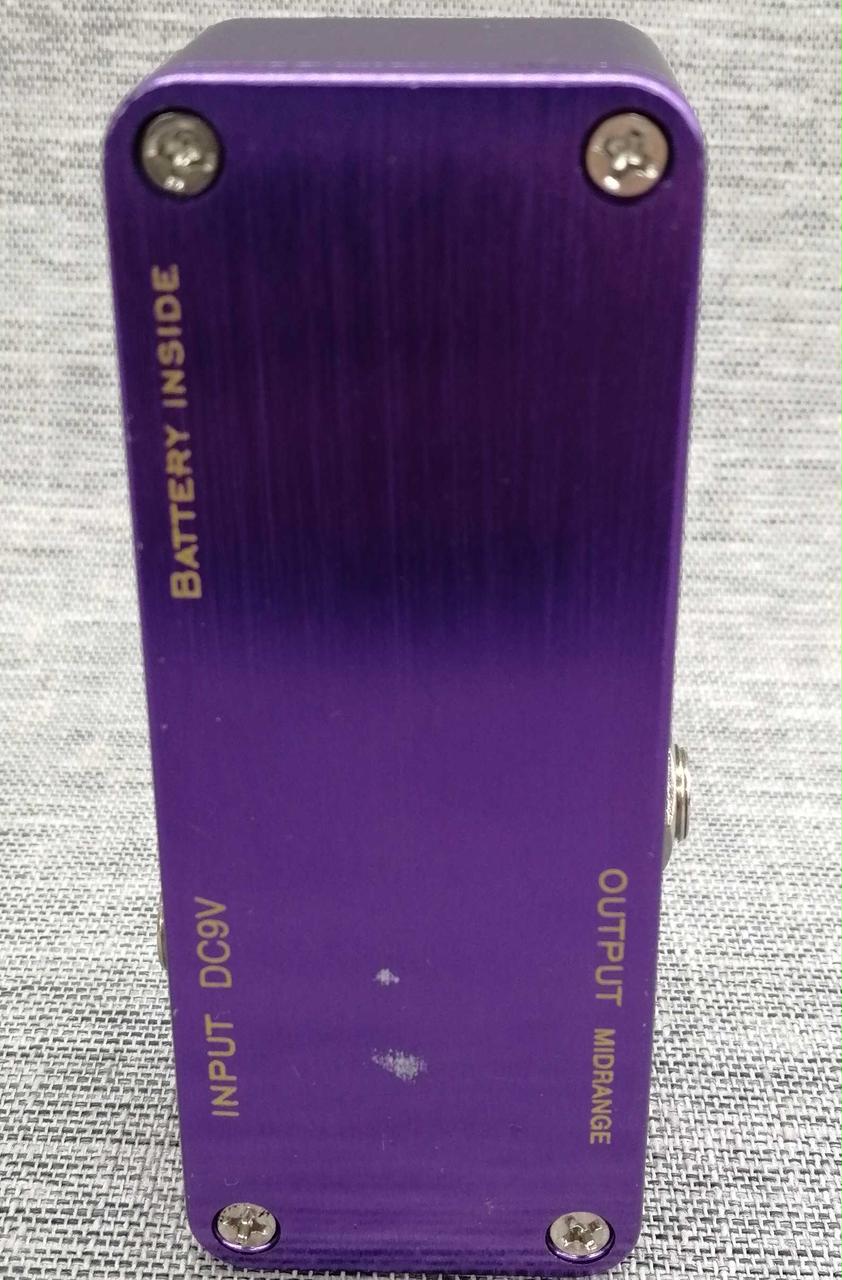 BATTERY INSIDE
INPUT DC9V
OUTPUT MIDRANGE